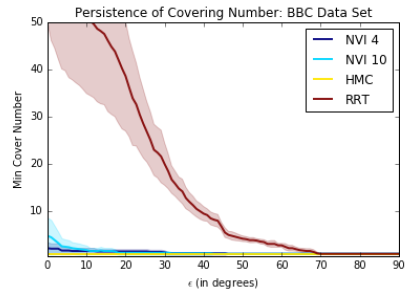 Persistence of Covering Number: BBC Data Set
50
40
30
20
10
Min Cover Number
0 10 20 30 40 50 60 70 80 90
ε (in degrees)
NVI 4
NVI 10
HMC
RRT